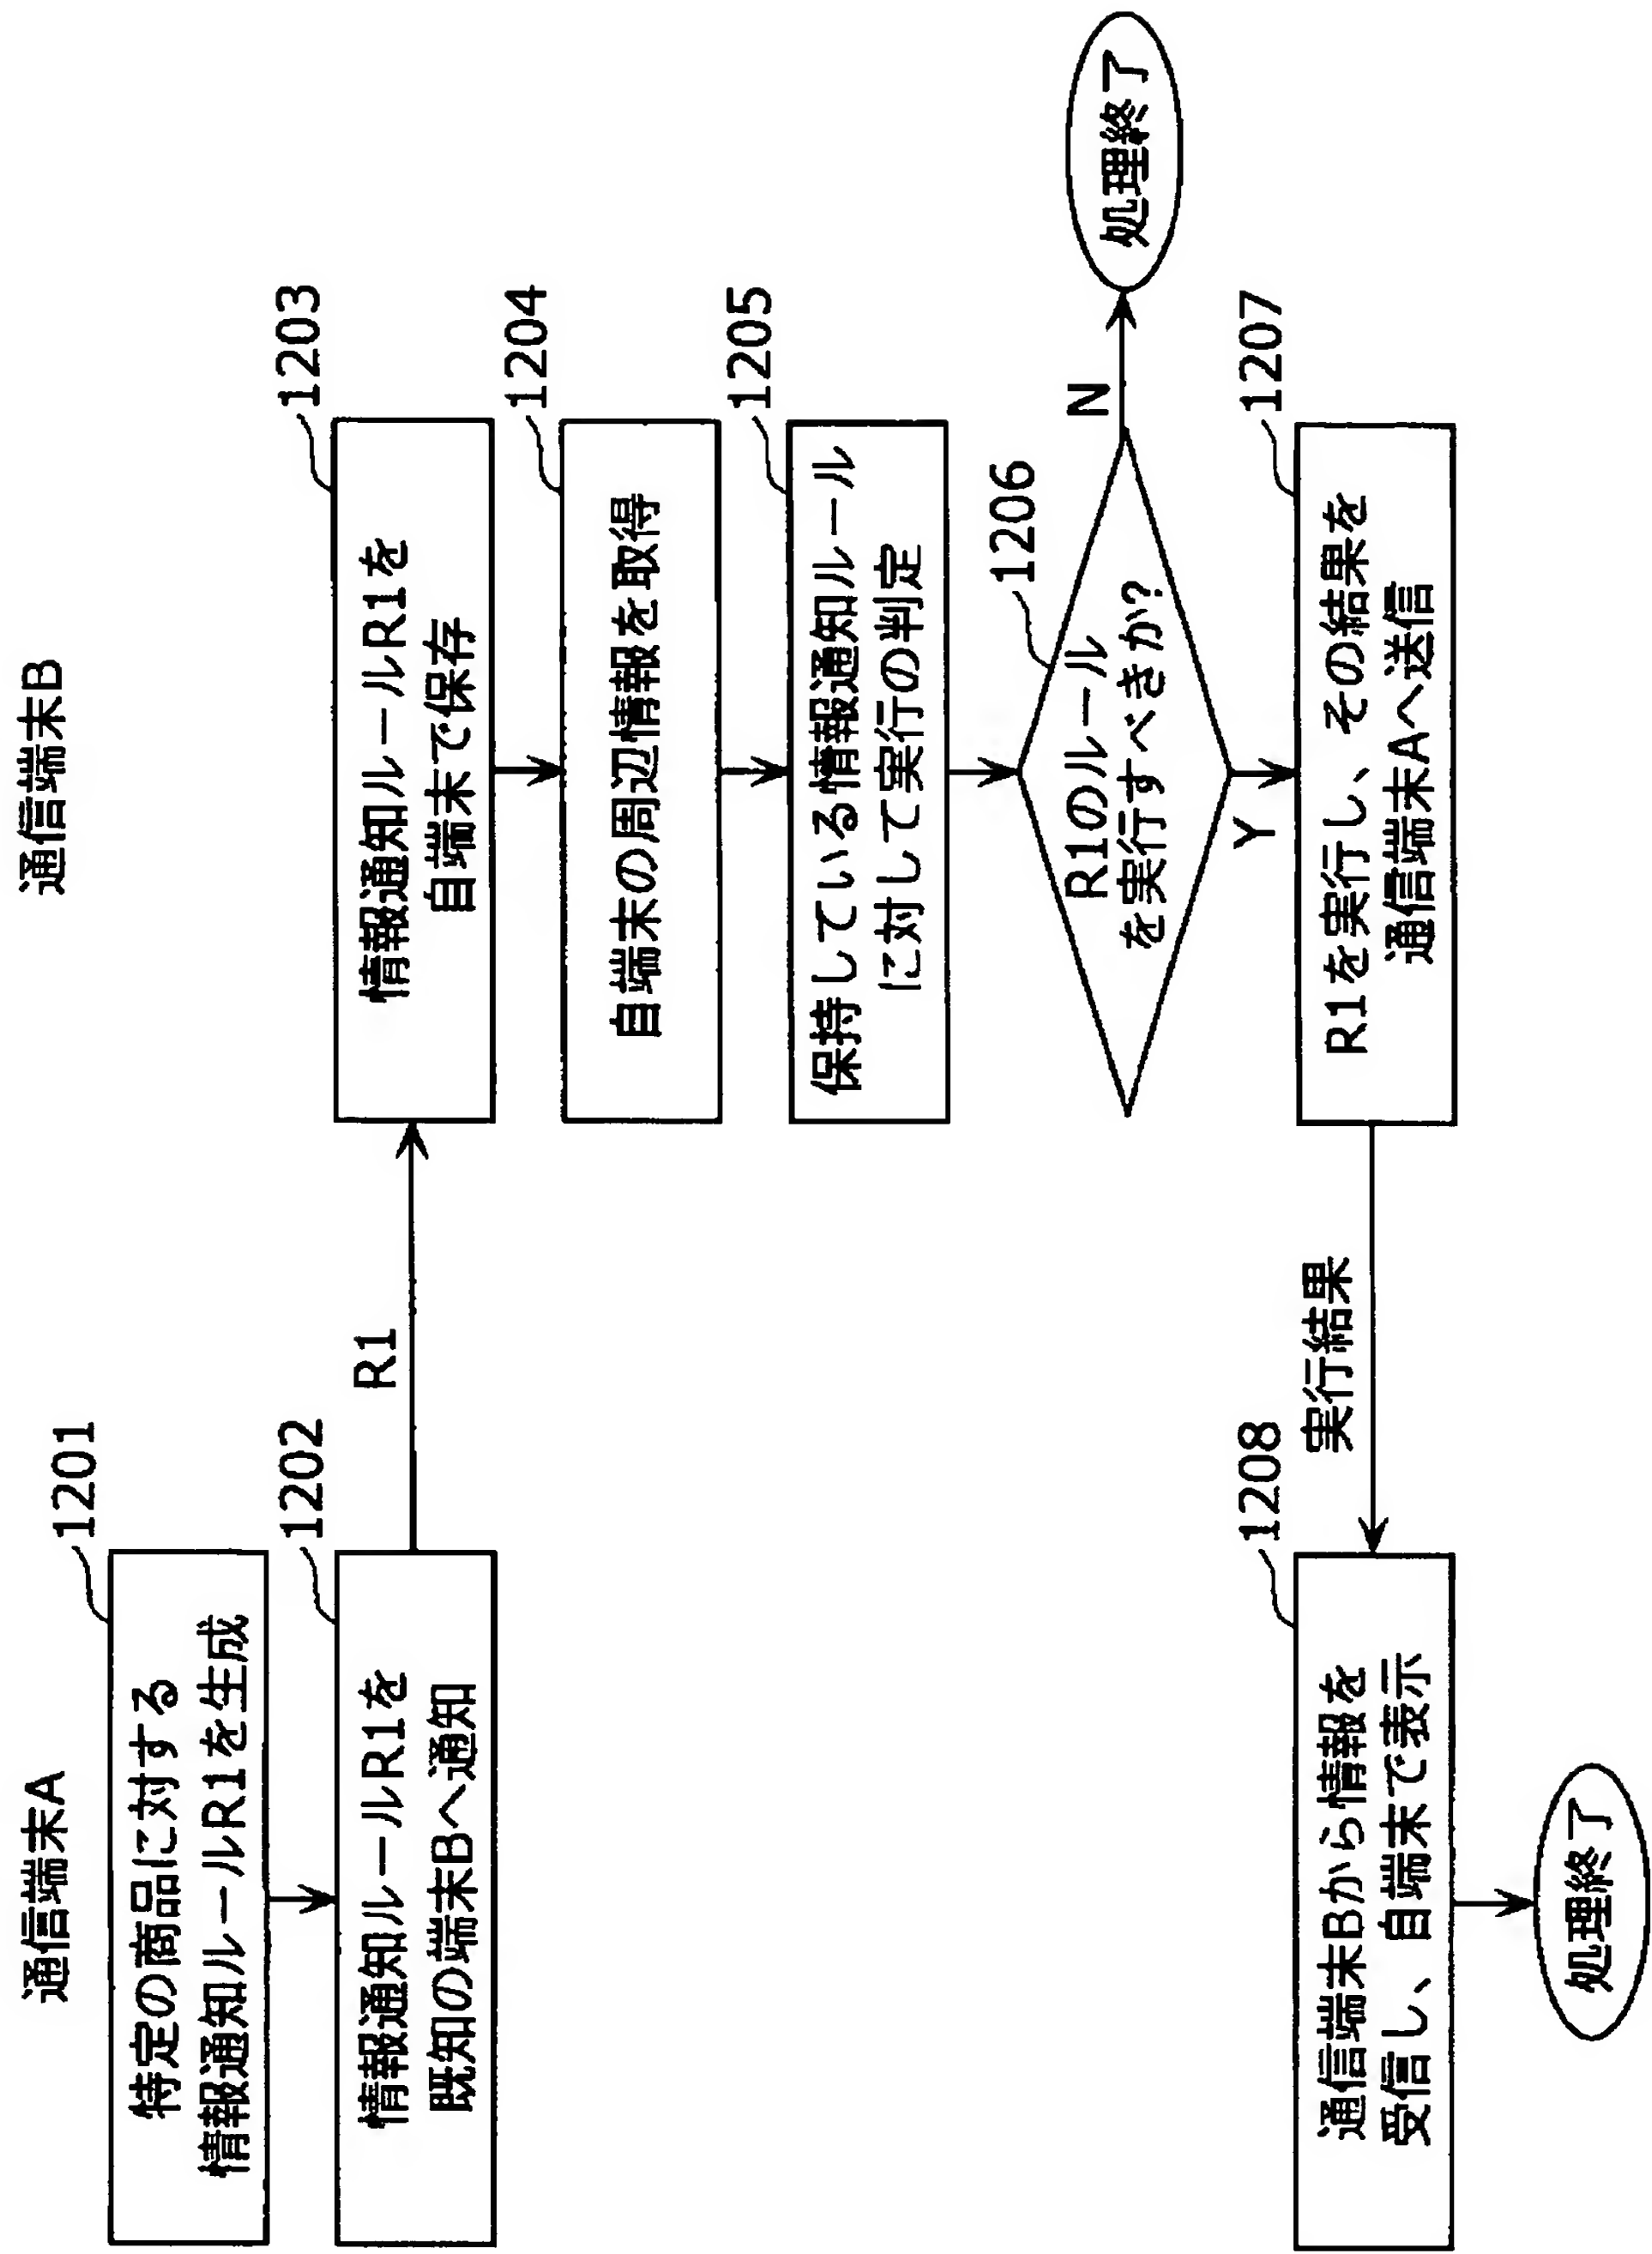 通信端末A
通信端末B
1201
特定の商品に対する
情報通知ルールR1を生成
1202
情報通知ルールR1を
既知の端末Bへ通知
R1
1203
情報通知ルールR1を
自端末で保存
1204
自端末の周辺情報を取得
1205
保持している情報通知ルール
に対して実行の判定
1206
R1のルール
を実行すべきか?
N
処理終了
Y
1207
R1を実行し、その結果を
通信端末Aへ送信
実行結果
1208
通信端末Bから情報を
受信し、自端末で表示
処理終了